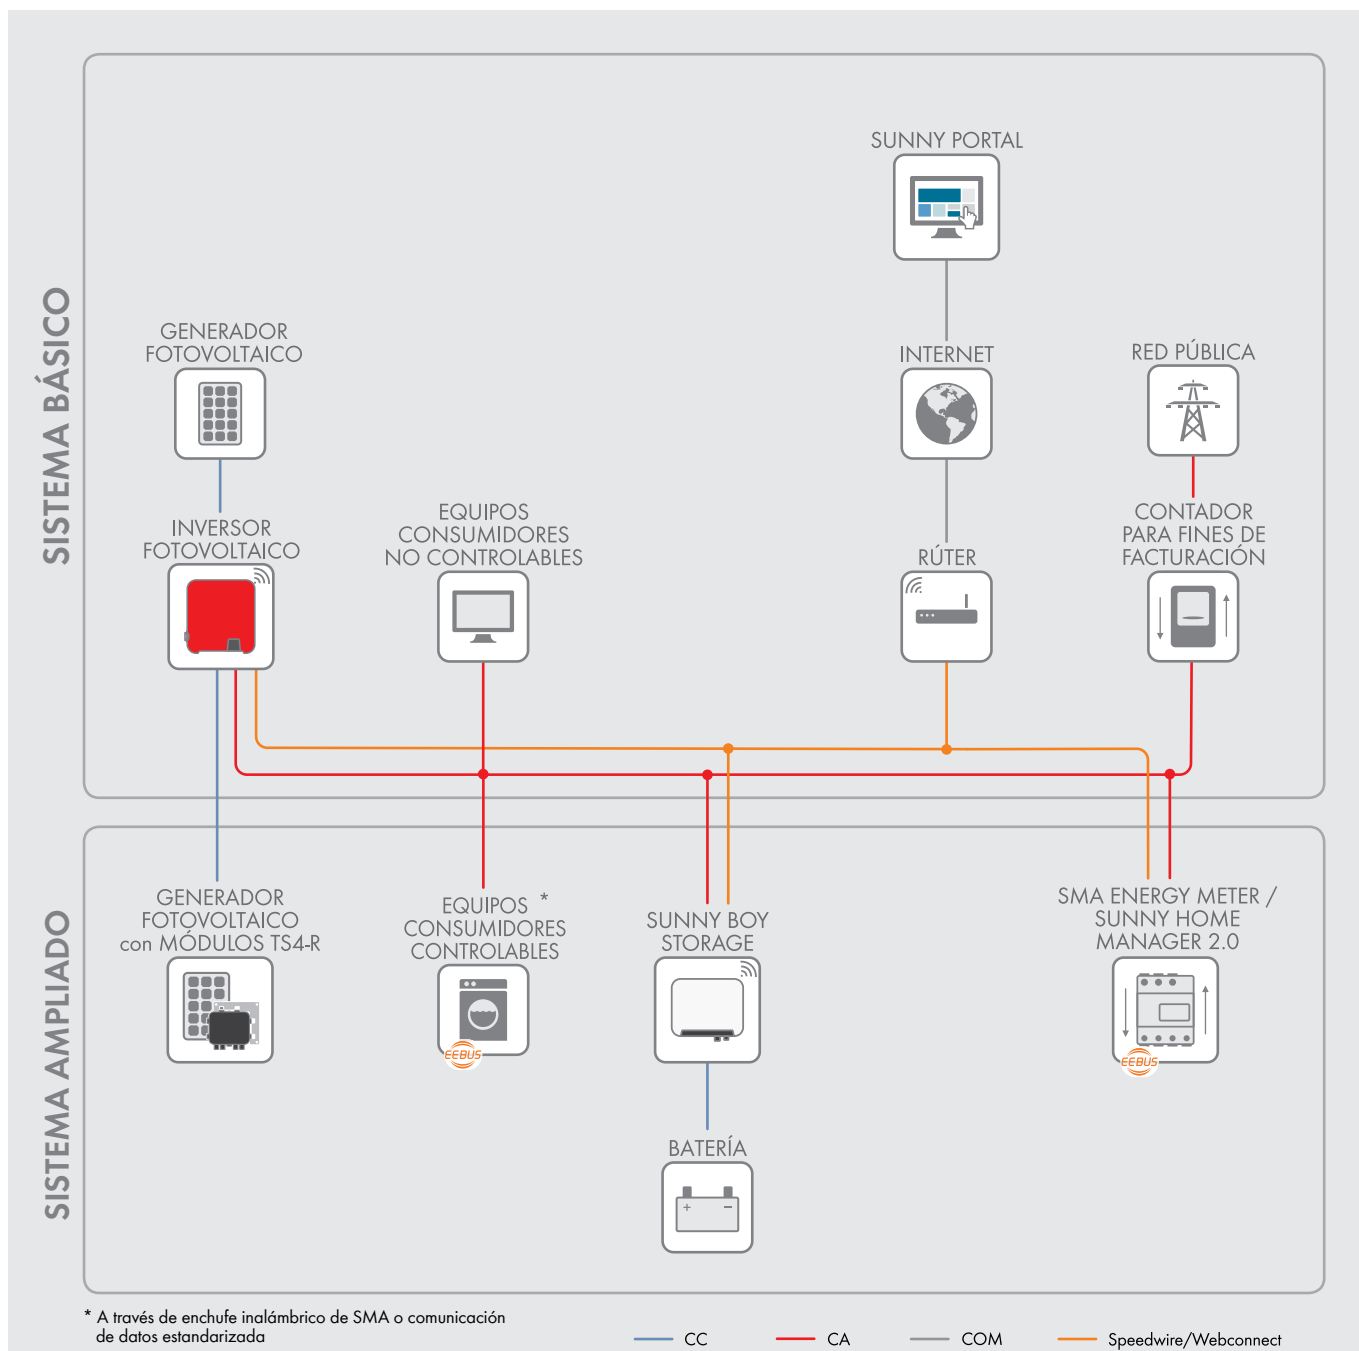 SISTEMA BÁSICO
SUNNY PORTAL
GENERADOR
FOTOVOLTAICO
INTERNET
RED PÚBLICA
INVERSOR
FOTOVOLTAICO
EQUIPOS
CONSUMIDORES
NO CONTROLABLES
RÚTER
CONTADOR
PARA FINES DE
FACTURACIÓN
SISTEMA AMPLIADO
GENERADOR
FOTOVOLTAICO
con MÓDULOS TS4-R
EQUIPOS *
CONSUMIDORES
CONTROLABLES
EEBUS
SUNNY BOY
STORAGE
SMA ENERGY METER /
SUNNY HOME
MANAGER 2.0
EEBUS
BATERÍA
+ −
* A través de enchufe inalámbrico de SMA o comunicación
de datos estandarizada
CC
CA
COM
Speedwire/Webconnect